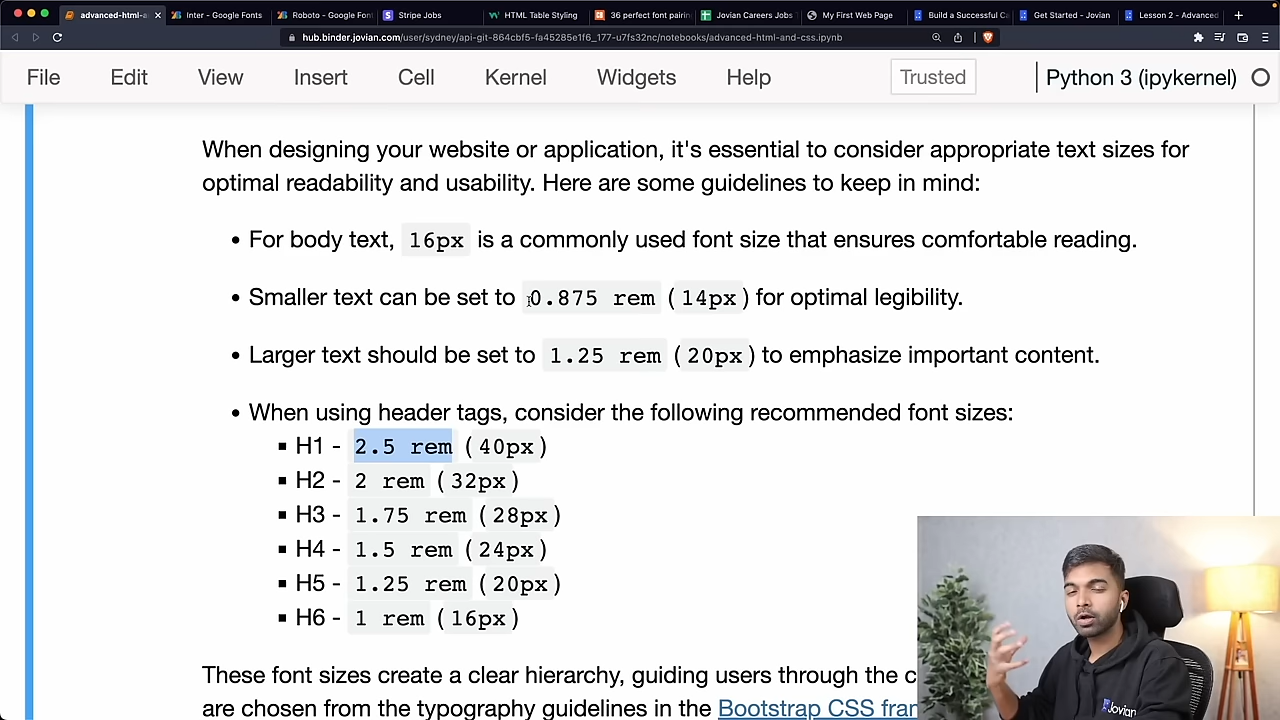 advanced-html-a
Inter - Google Fonts
Roboto - Google Fon
Stripe Jobs
HTML Table Styling
36 perfect font pairin
Jovian Careers Jobs
My First Web Page
Build a Successful Ca
Get Started - Jovian
Lesson 2 - Advanced
hub.binder.jovian.com/user/sydney/api-git-864cbf5-fa45285e1f6_177-u7fs32nc/notebooks/advanced-html-and-css.ipynb
File Edit View Insert Cell Kernel Widgets Help Trusted Python 3 (ipykernel)
When designing your website or application, it's essential to consider appropriate text sizes for
optimal readability and usability. Here are some guidelines to keep in mind:
• For body text, 16px is a commonly used font size that ensures comfortable reading.
• Smaller text can be set to 0.875 rem (14px) for optimal legibility.
• Larger text should be set to 1.25 rem (20px) to emphasize important content.
• When using header tags, consider the following recommended font sizes:
▪ H1 - 2.5 rem (40px)
▪ H2 - 2 rem (32px)
▪ H3 - 1.75 rem (28px)
▪ H4 - 1.5 rem (24px)
▪ H5 - 1.25 rem (20px)
▪ H6 - 1 rem (16px)
These font sizes create a clear hierarchy, guiding users through the c
are chosen from the typography guidelines in the Bootstrap CSS fran
Jovian